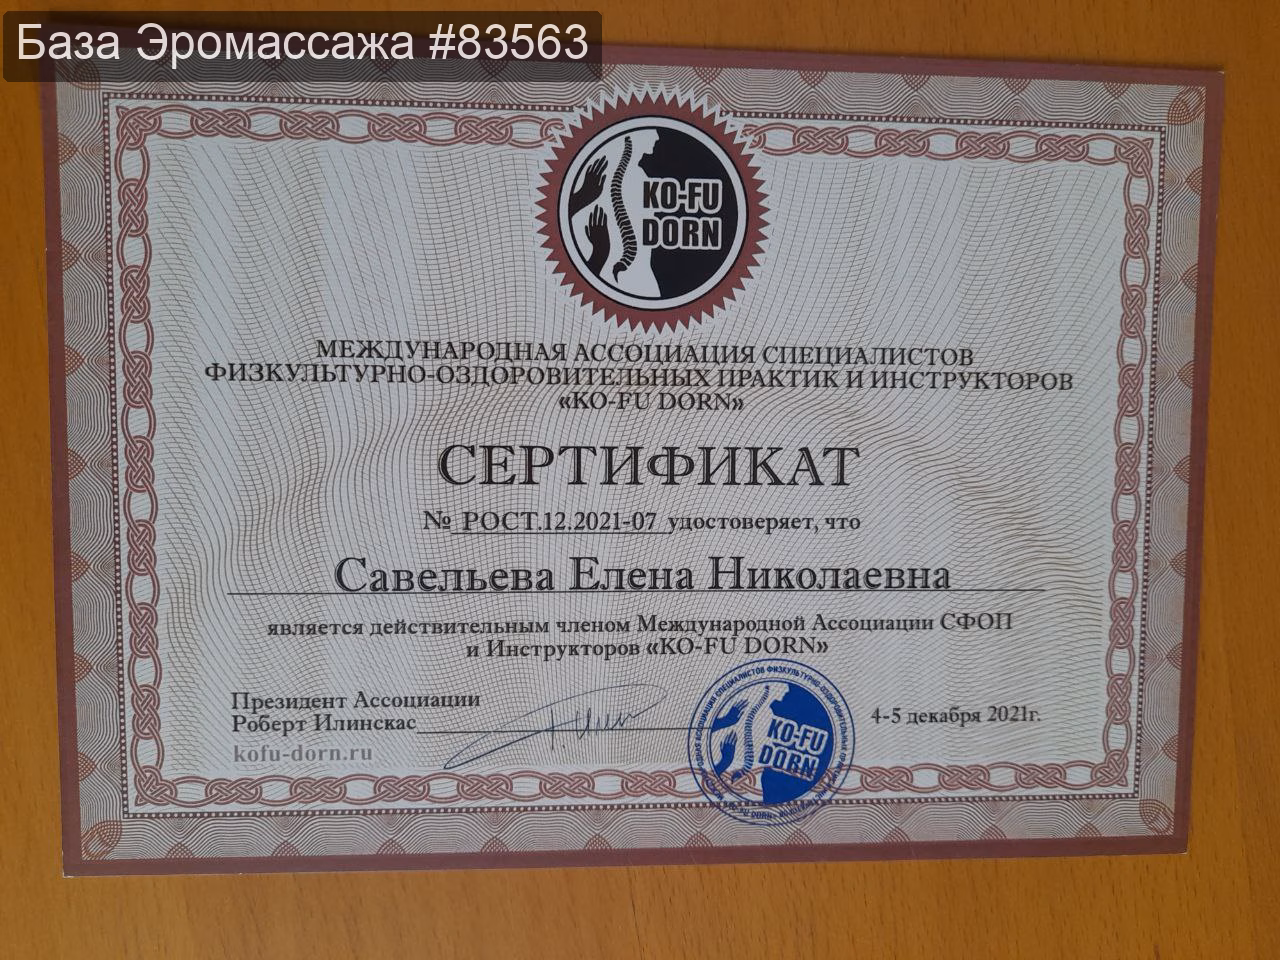 База Эромассажа #83563
KO-FU
DORN
МЕЖДУНАРОДНАЯ АССОЦИАЦИЯ СПЕЦИАЛИСТОВ
ФИЗКУЛЬТУРНО-ОЗДОРОВИТЕЛЬНЫХ ПРАКТИК И ИНСТРУКТОРОВ
«KO-FU DORN»
СЕРТИФИКАТ
№ РОСТ.12.2021-07 удостоверяет, что
Савельева Елена Николаевна
является действительным членом Международной Ассоциации СФОП
и Инструкторов «KO-FU DORN»
Президент Ассоциации
Роберт Илинскас
4-5 декабря 2021г.
kofu-dorn.ru
KO-FU
DORN